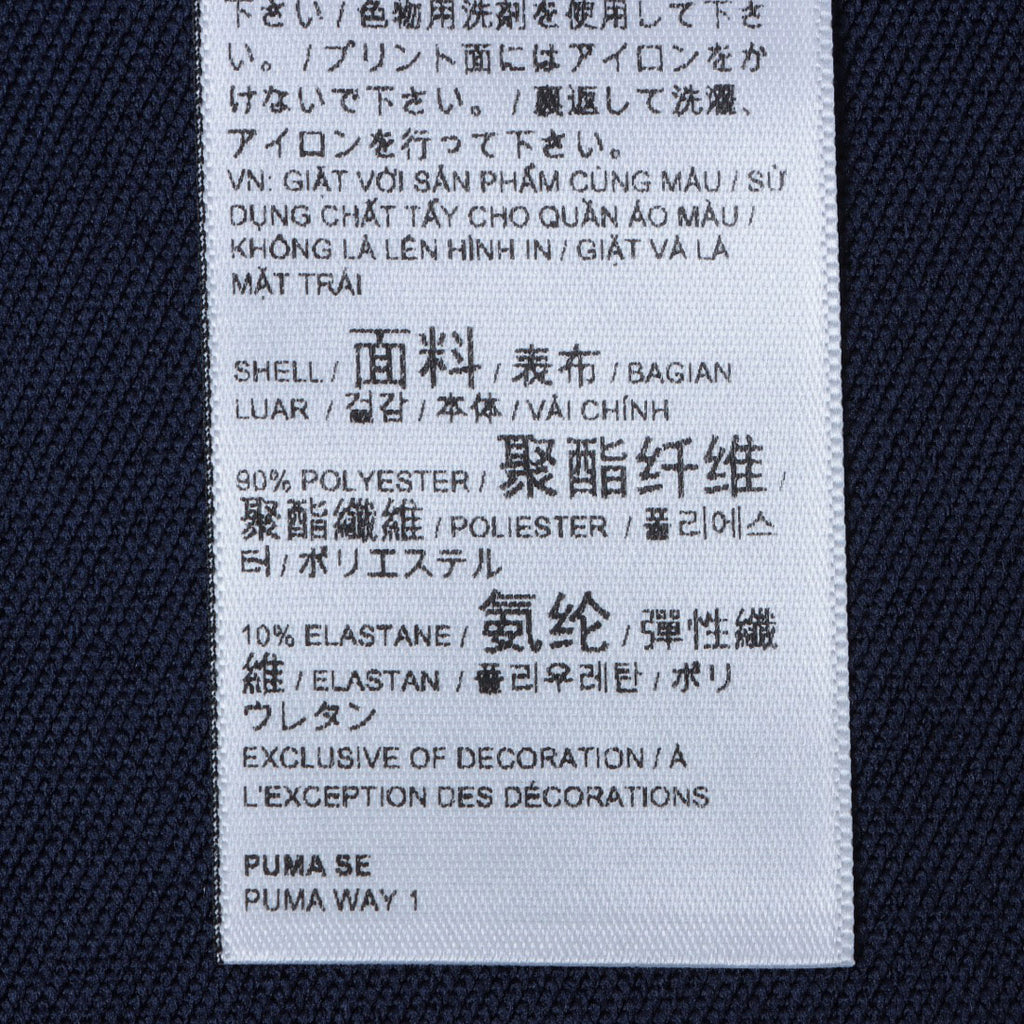 下さい / 色物用洗剤を使用して下さ
い。 / プリント面にはアイロンをか
けないで下さい。 / 裏返して洗濯、
アイロンを行って下さい。
VN: GIẶT VỚI SẢN PHẨM CÙNG MÀU / SỬ
DỤNG CHẤT TẨY CHO QUẦN ÁO MÀU /
KHÔNG LÀ LÊN HÌNH IN / GIẶT VÀ LÀ
MẶT TRÁI
SHELL / 面料 / 表布 / BAGIAN
LUAR / 겉감 / 本体 / VẢI CHÍNH
90% POLYESTER / 聚酯纤维 /
聚酯纖維 / POLIESTER / 폴리에스
터 / ポリエステル
10% ELASTANE / 氨纶 / 彈性纖
維 / ELASTAN / 폴리우레탄 / ポリ
ウレタン
EXCLUSIVE OF DECORATION / À
L'EXCEPTION DES DÉCORATIONS
PUMA SE
PUMA WAY 1